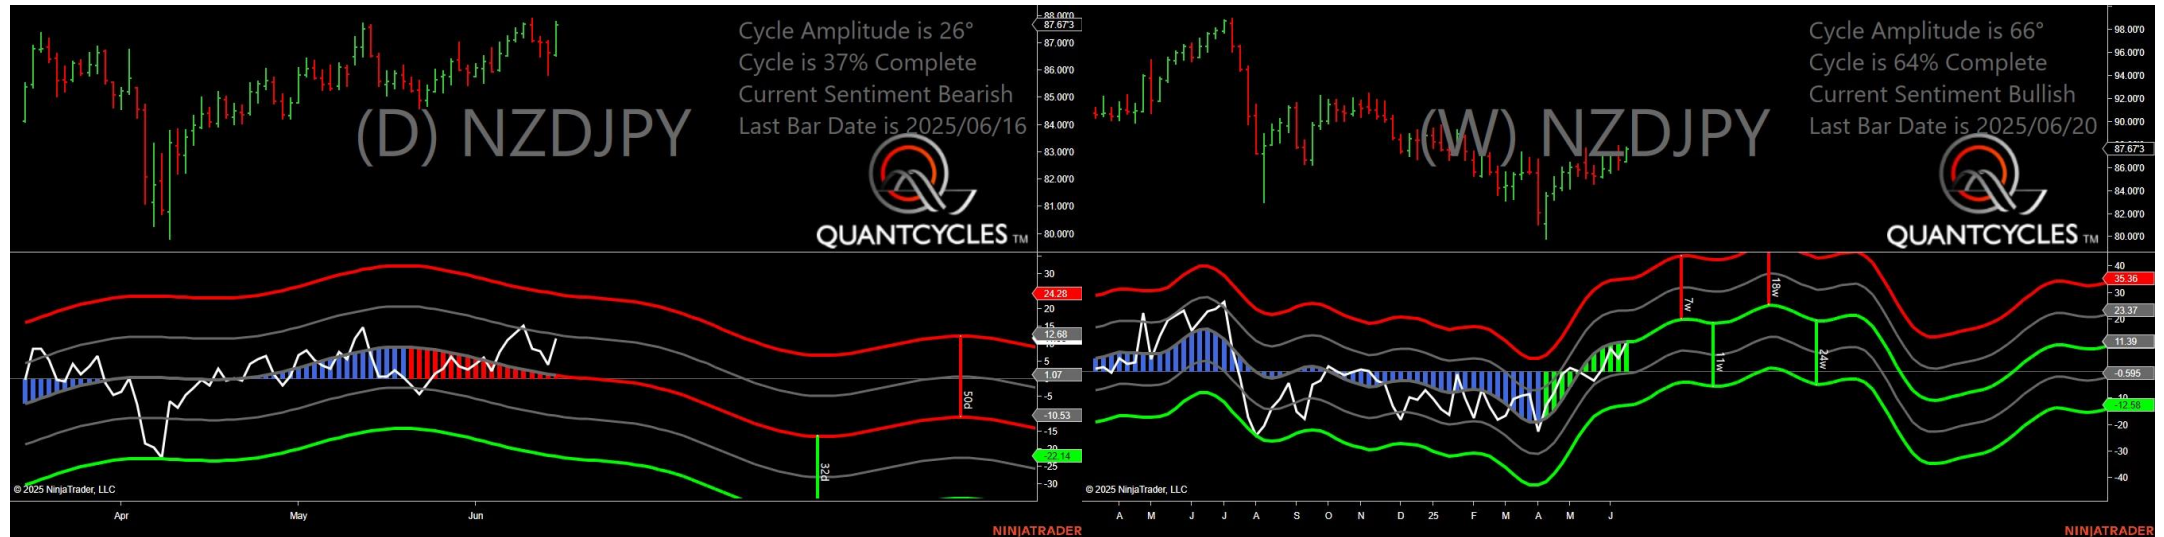 Cycle Amplitude is 26°
Cycle is 37% Complete
Current Sentiment Bearish
Last Bar Date is 2025/06/16
(D) NZDJPY
QUANTCYCLES TM
88.00'0
87.67'3
87.00'0
86.00'0
85.00'0
84.00'0
83.00'0
82.00'0
81.00'0
80.00'0
30
24.28
20
15
12.68
5
1.07
-5
-10.53
-15
-22.14
-25
-30
50d
32d
© 2025 NinjaTrader, LLC
Apr May Jun
NINJATRADER
Cycle Amplitude is 66°
Cycle is 64% Complete
Current Sentiment Bullish
Last Bar Date is 2025/06/20
(W) NZDJPY
QUANTCYCLES TM
98.00'0
96.00'0
94.00'0
92.00'0
90.00'0
87.67'3
86.00'0
84.00'0
82.00'0
80.00'0
40
35.36
30
23.37
20
11.39
-0.595
-10
-12.58
-20
-30
-40
7w
18w
11w
24w
© 2025 NinjaTrader, LLC
A M J J A S O N D 25 F M A M J
NINJATRADER